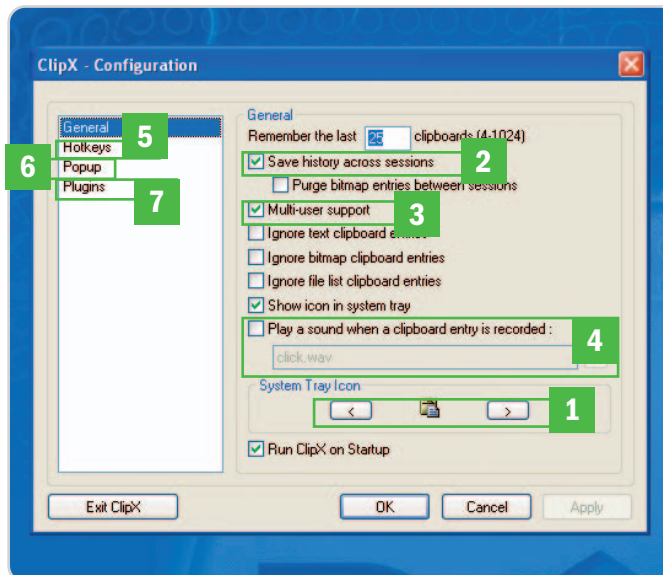 ClipX - Configuration
General
Hotkeys
5
6
Popup
Plugins
7
General
Remember the last 25 clipboards (4-1024)
Save history across sessions
2
Purge bitmap entries between sessions
Multi-user support
3
Ignore text clipboard entries
Ignore bitmap clipboard entries
Ignore file list clipboard entries
Show icon in system tray
Play a sound when a clipboard entry is recorded :
click.wav
4
System Tray Icon
< >
1
Run ClipX on Startup
Exit ClipX OK Cancel Apply